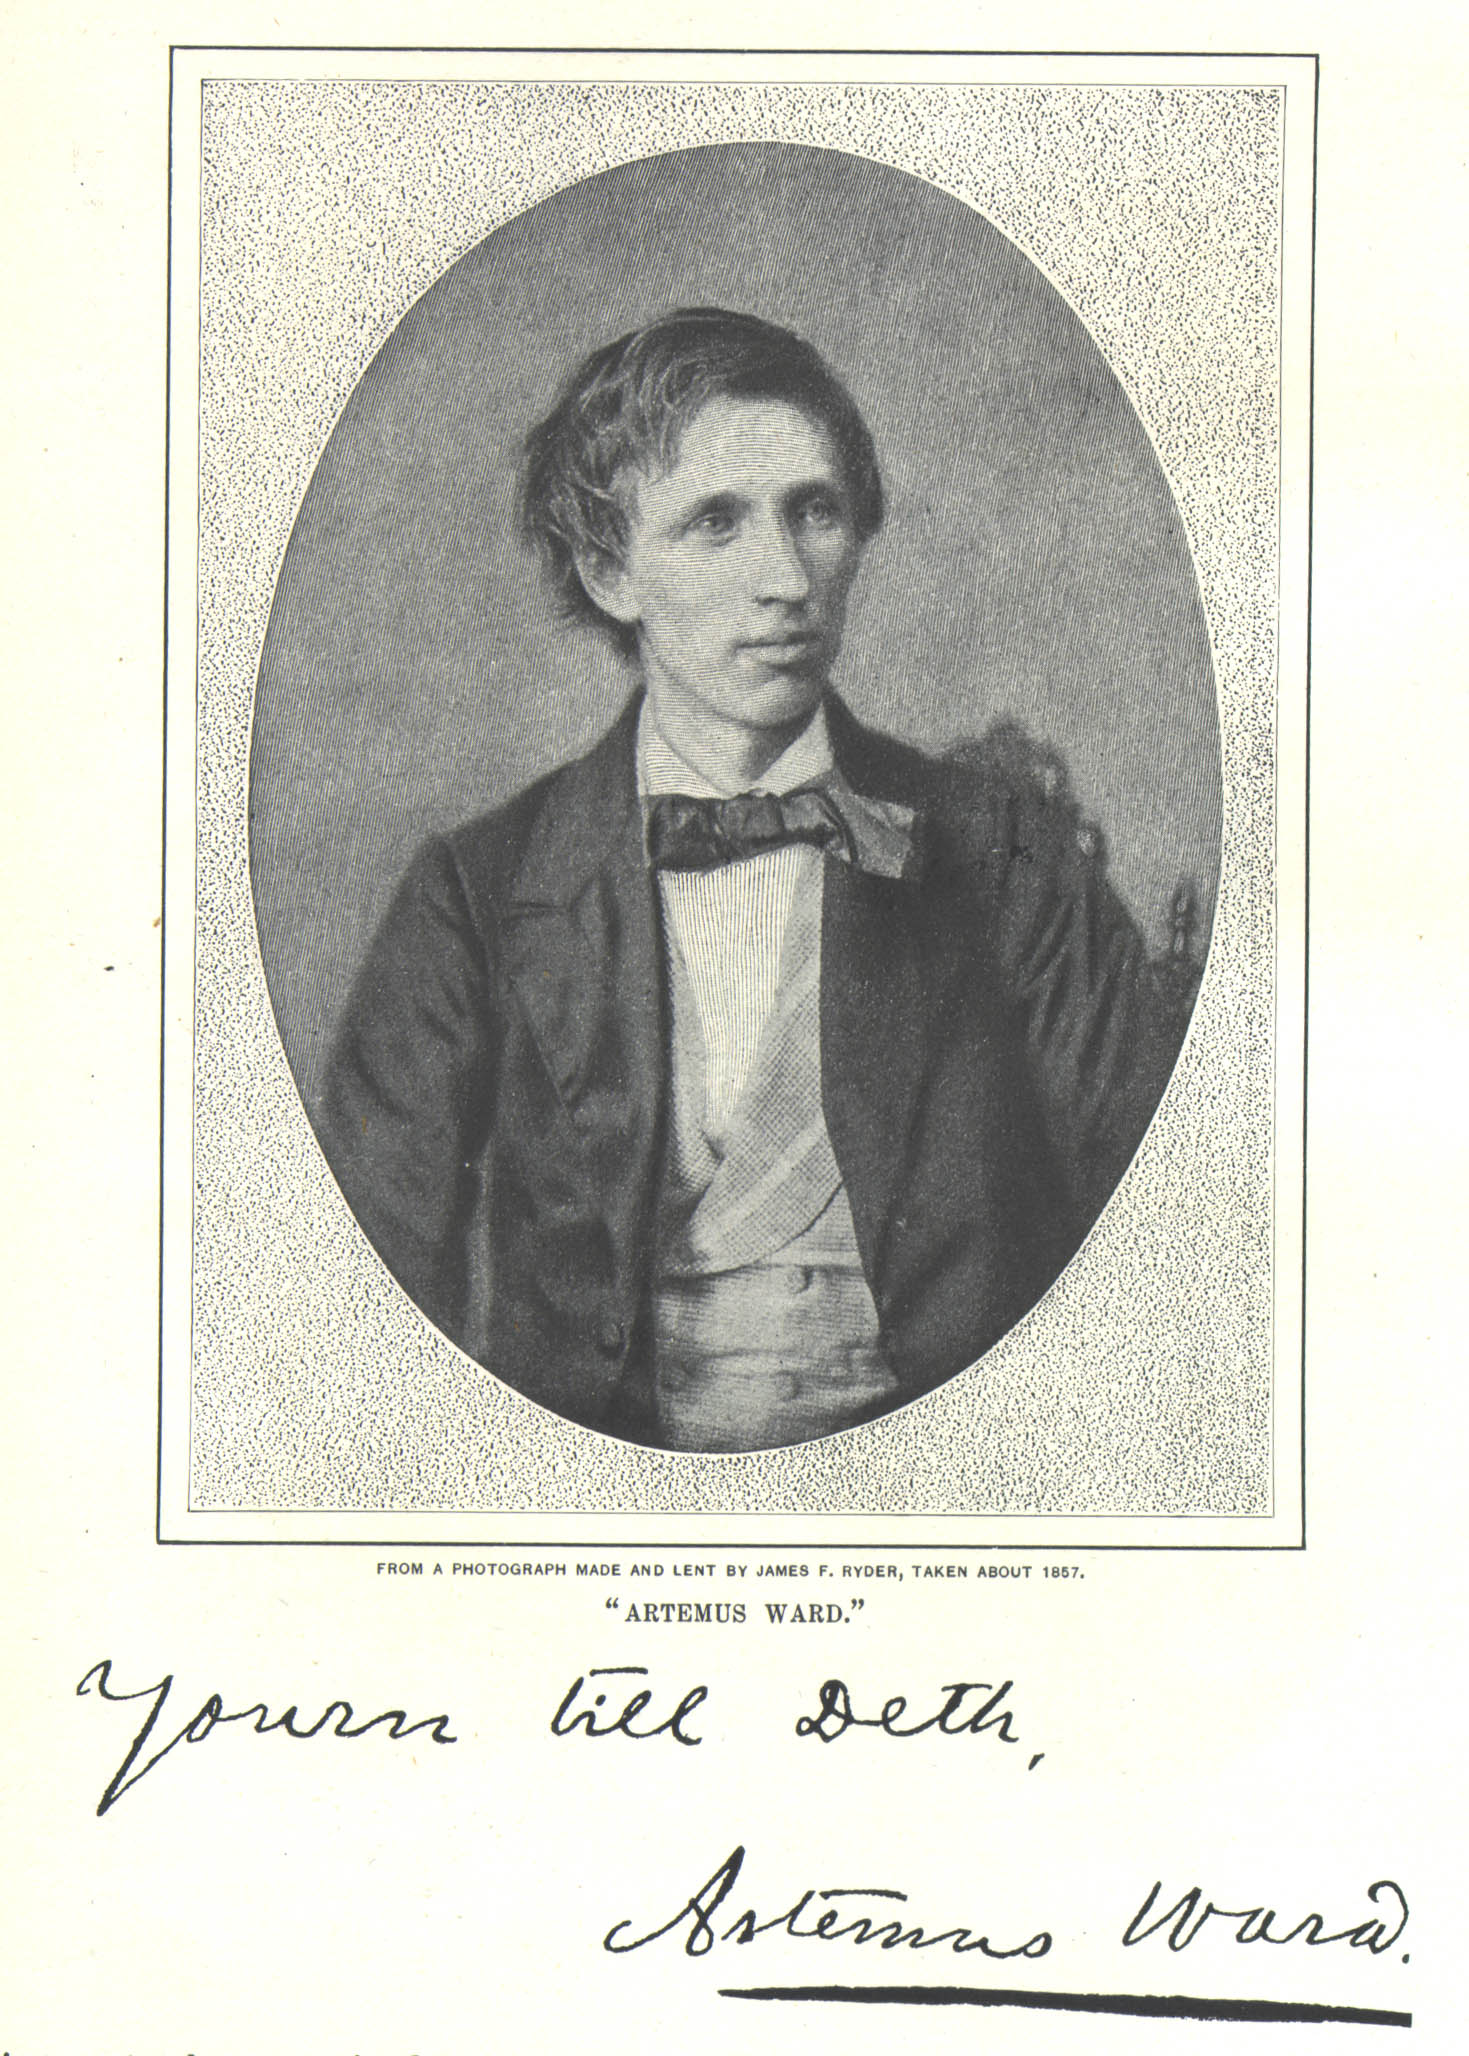 FROM A PHOTOGRAPH MADE AND LENT BY JAMES F. RYDER, TAKEN ABOUT 1857.
“ARTEMUS WARD.”
Yourn till Deth,
Artemus Ward.